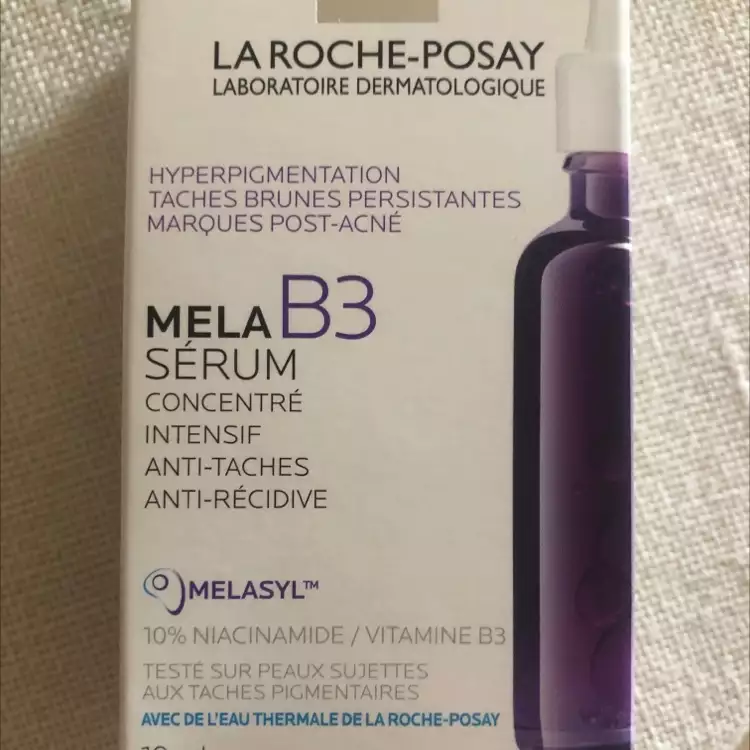 LA ROCHE-POSAY
LABORATOIRE DERMATOLOGIQUE
HYPERPIGMENTATION
TACHES BRUNES PERSISTANTES
MARQUES POST-ACNÉ
MELA B3
SÉRUM
CONCENTRÉ
INTENSIF
ANTI-TACHES
ANTI-RÉCIDIVE
MELASYL™
10% NIACINAMIDE / VITAMINE B3
TESTÉ SUR PEAUX SUJETTES
AUX TACHES PIGMENTAIRES
AVEC DE L'EAU THERMALE DE LA ROCHE-POSAY